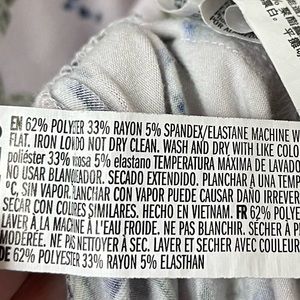 EN 62% POLYESTER 33% RAYON 5% SPANDEX/ELASTANE MACHINE W
FLAT. IRON LOW DO NOT DRY CLEAN. WASH AND DRY WITH LIKE COLO
poliéster 33% viscosa 5% elastano TEMPERATURA MÁXIMA DE LAVADO
NO USAR BLANQUEADOR. SECADO EXTENDIDO. PLANCHAR A UNA TEMP
°C, SIN VAPOR. PLANCHAR CON VAPOR PUEDE CAUSAR DAÑO IRREVER
SECAR CON COLORES SIMILARES. HECHO EN VIETNAM. FR 62% POLYES
LAVER À LA MACHINE À L'EAU FROIDE. NE PAS BLANCHIR. SÉCHER À P
MODÉRÉE. NE PAS NETTOYER À SEC. LAVER ET SÉCHER AVEC COULEUR
DE 62% POLYESTER 33% RAYON 5% ELASTHAN